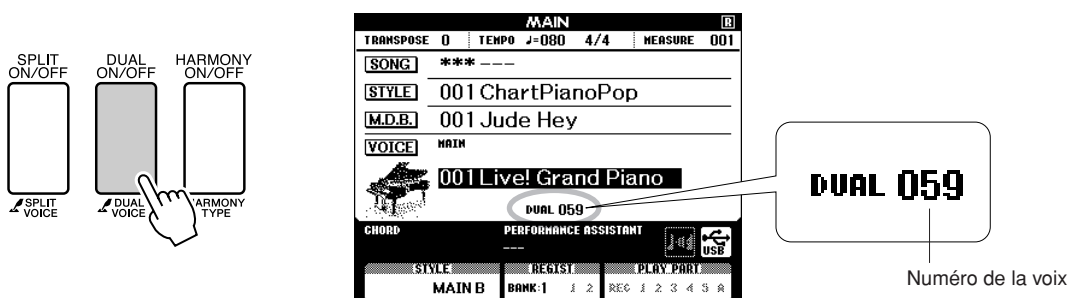 SPLIT ON/OFF
DUAL ON/OFF
HARMONY ON/OFF
SPLIT VOICE
DUAL VOICE
ARMONY TYPE
MAIN R
TRANSPOSE 0 TEMPO ♩=080 4/4 MEASURE 001
SONG *** ---
STYLE 001 ChartPianoPop
M.D.B. 001 Jude Hey
VOICE MAIN
001 Live! Grand Piano
DUAL 059
CHORD PERFORMANCE ASSISTANT
--- USB
STYLE REGIST PLAY PART
MAIN B BANK:1 1 2 REC 1 2 3 4 5 A
DUAL 059
Numéro de la voix